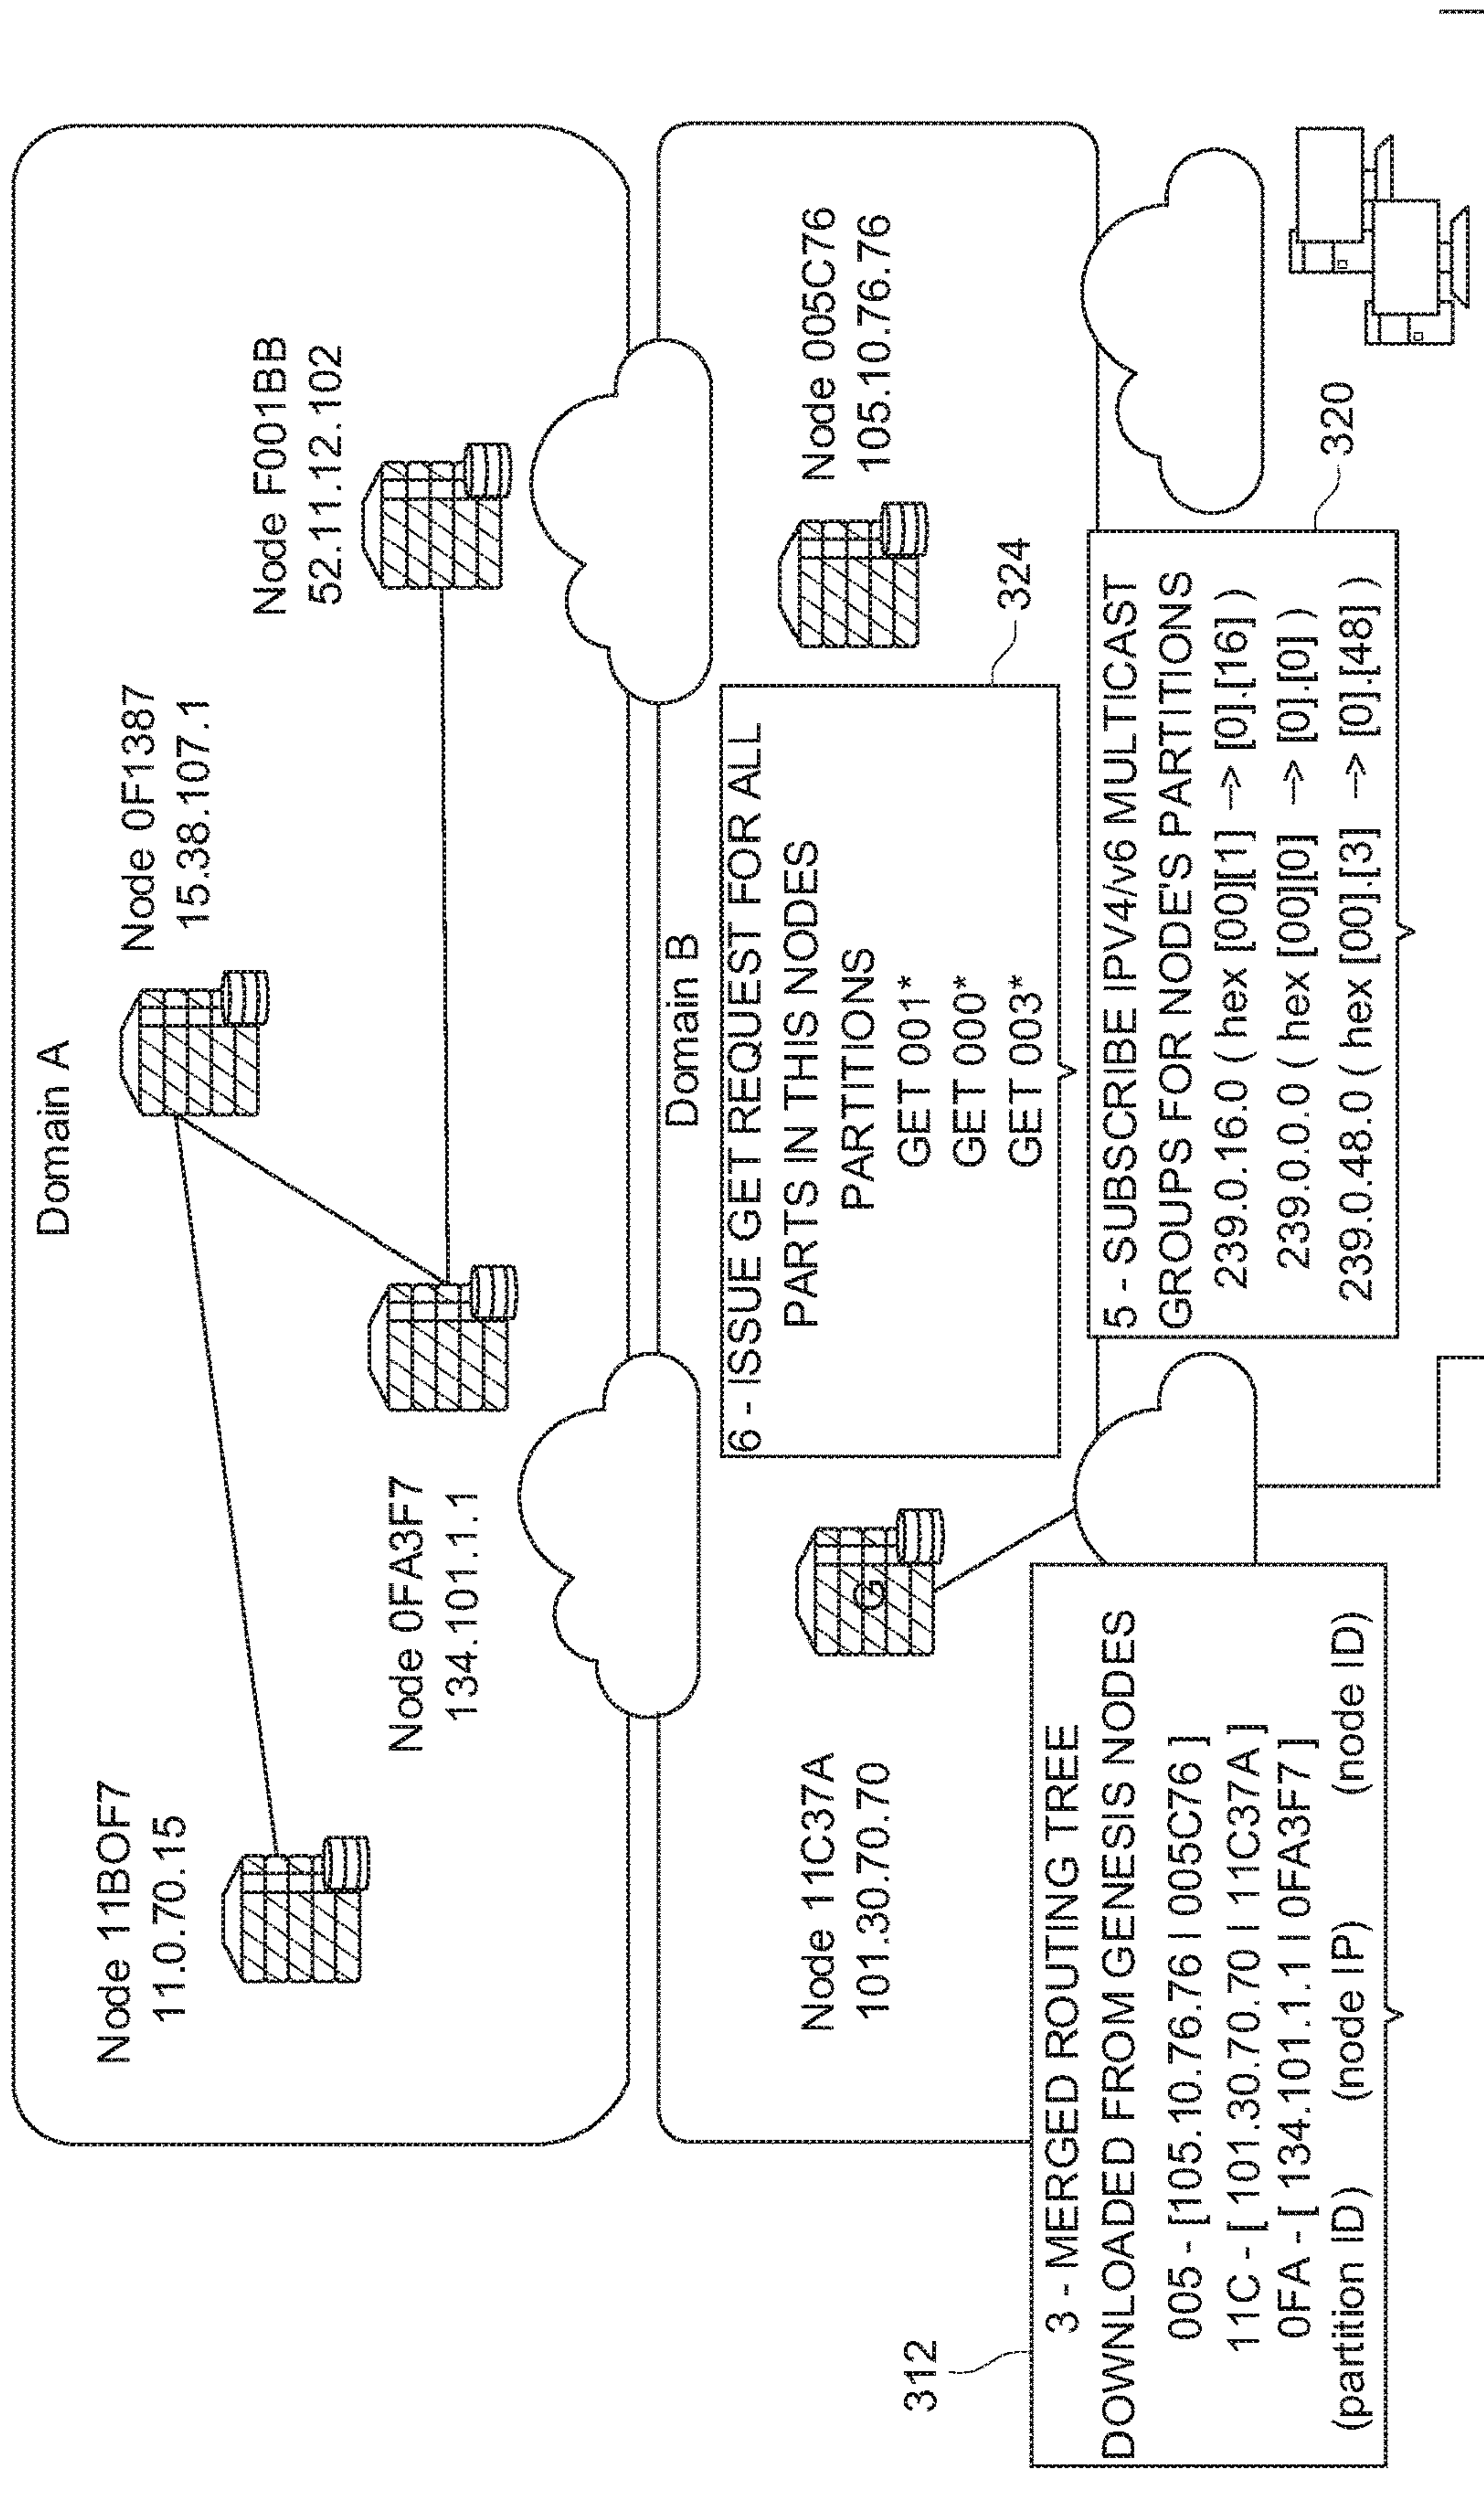 Domain A
Node 11BOF7
11.0.70.15
Node 0F1387
15.38.107.1
Node F001BB
52.11.12.102
Node 0FA3F7
134.101.1.1
Domain B
Node 11C37A
101.30.70.70
G
6 - ISSUE GET REQUEST FOR ALL
PARTS IN THIS NODES
PARTITIONS
GET 001*
GET 000*
GET 003*
324
Node 005C76
105.10.76.76
312
3 - MERGED ROUTING TREE
DOWNLOADED FROM GENESIS NODES
005 - [105.10.76.76 I 005C76 ]
11C - [ 101.30.70.70 I 11C37A ]
0FA - [ 134.101.1.1 I 0FA3F7 ]
(partition ID) (node IP) (node ID)
5 - SUBSCRIBE IPV4/v6 MULTICAST
GROUPS FOR NODE'S PARTITIONS
239.0.16.0 ( hex [00][1] -> [0].[16] )
239.0.0.0 ( hex [00][0] -> [0].[0] )
239.0.48.0 ( hex [00].[3] -> [0].[48] )
320